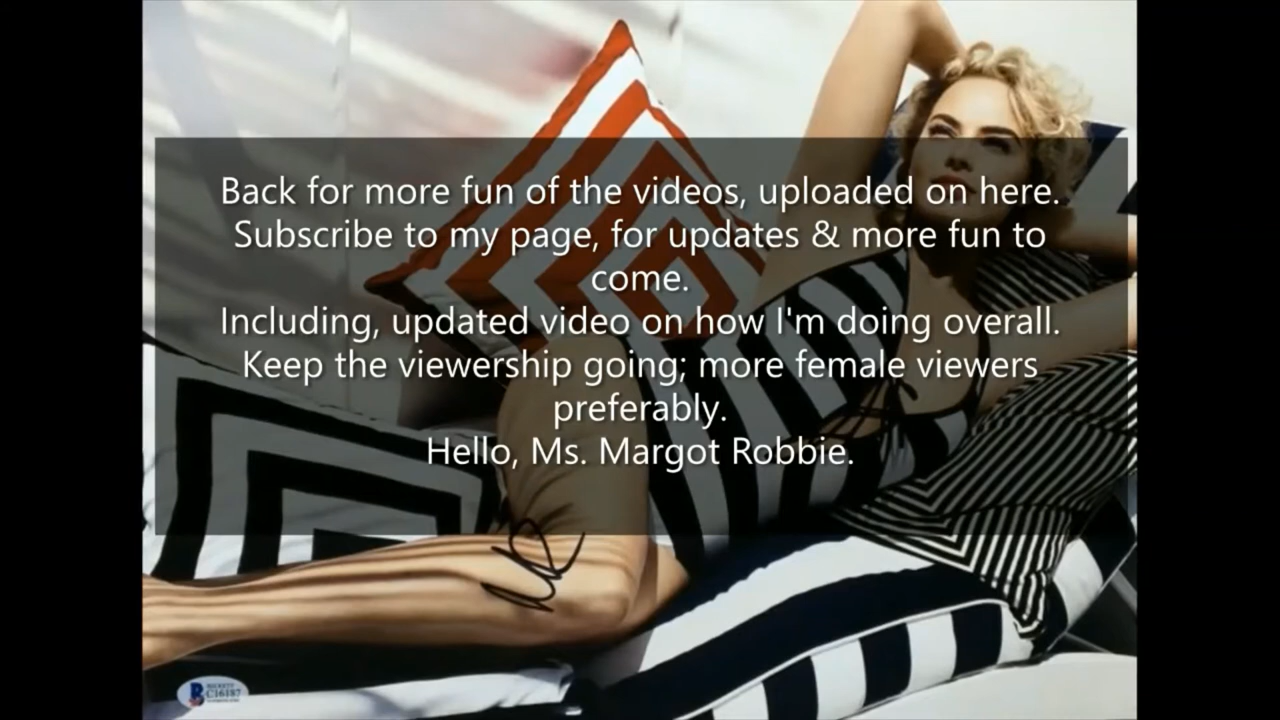 Back for more fun of the videos, uploaded on here.
Subscribe to my page, for updates & more fun to
come.
Including, updated video on how I'm doing overall.
Keep the viewership going; more female viewers
preferably.
Hello, Ms. Margot Robbie.
BECKETT
C16187